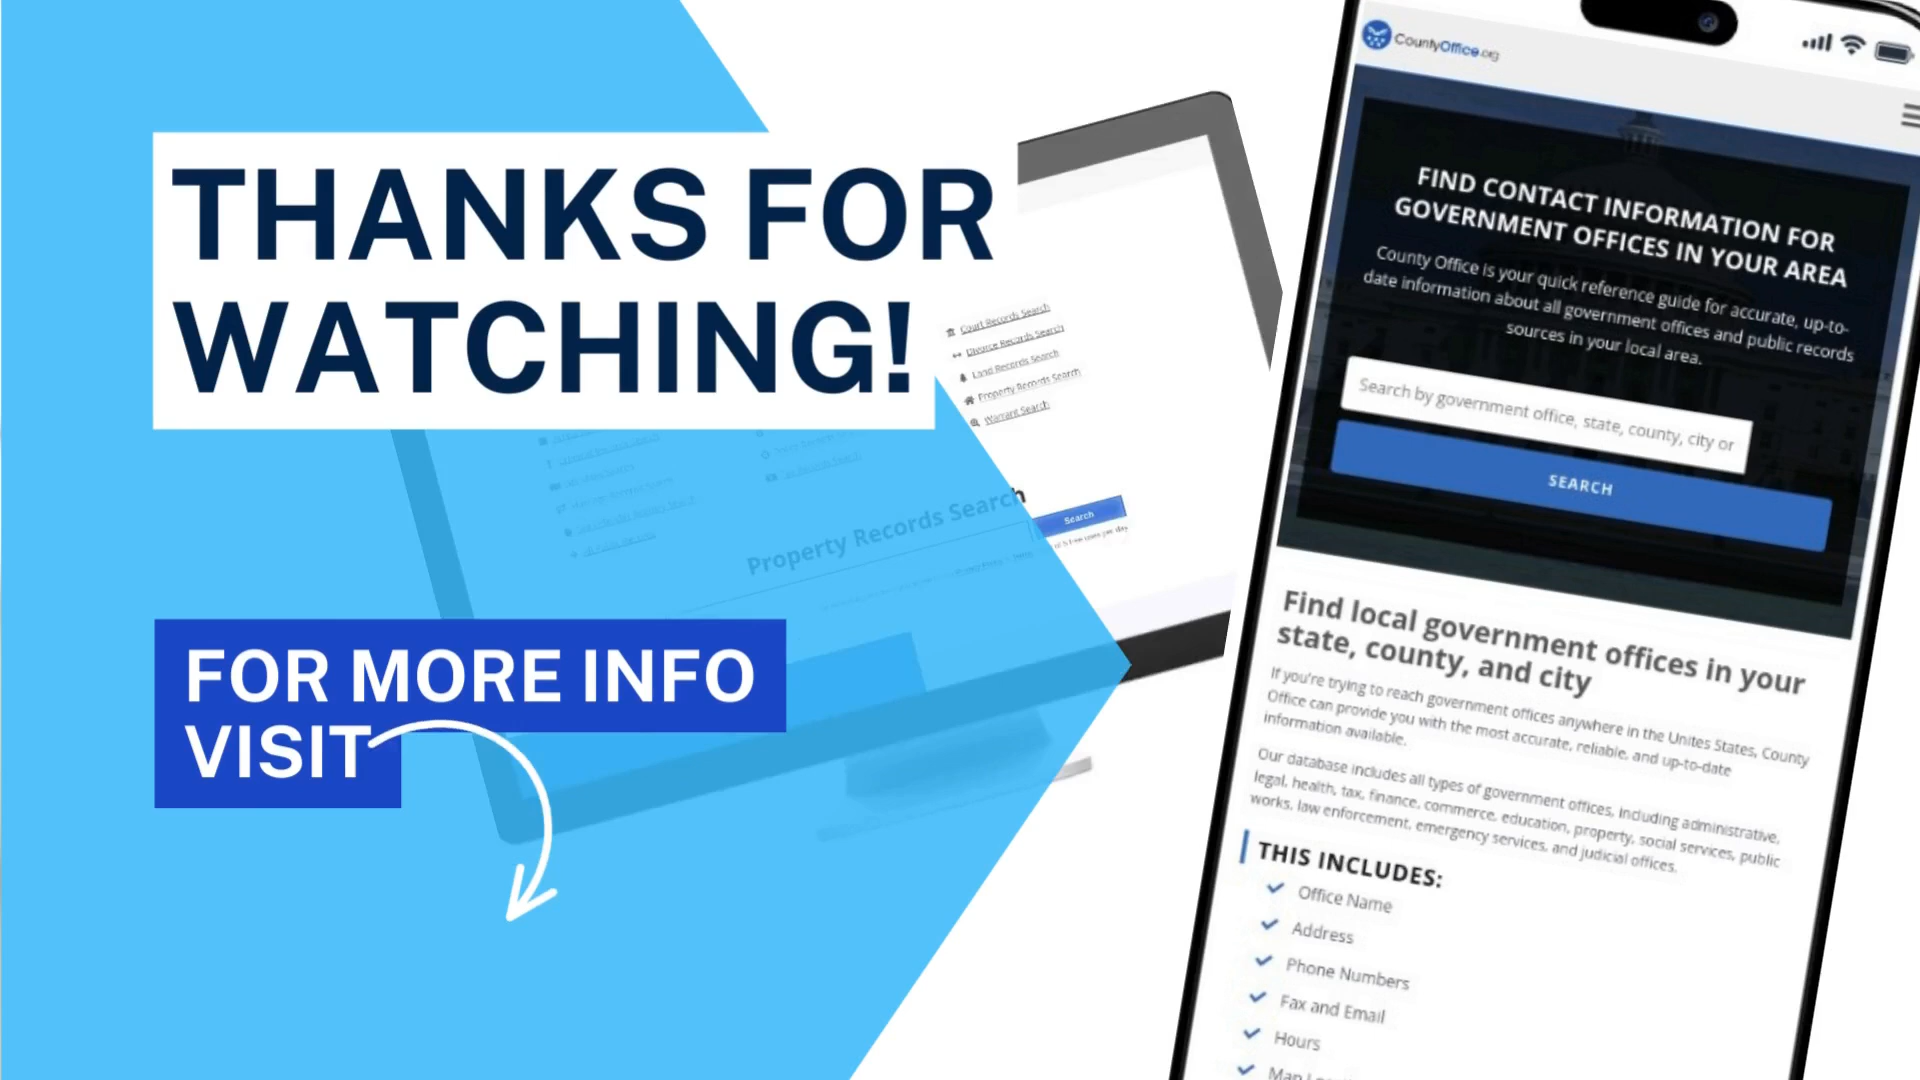 THANKS FOR
WATCHING!
FOR MORE INFO
VISIT
Court Records Search
Divorce Records Search
Land Records Search
Property Records Search
Warrant Search
Property Records Search
Search
of 5 free uses per day
CountyOffice.org
FIND CONTACT INFORMATION FOR
GOVERNMENT OFFICES IN YOUR AREA
County Office is your quick reference guide for accurate, up-to-
date information about all government offices and public records
sources in your local area.
Search by government office, state, county, city or
SEARCH
Find local government offices in your
state, county, and city
If you're trying to reach government offices anywhere in the Unites States, County
Office can provide you with the most accurate, reliable, and up-to-date
information available.
Our database includes all types of government offices, including administrative,
legal, health, tax, finance, commerce, education, property, social services, public
works, law enforcement, emergency services, and judicial offices.
THIS INCLUDES:
Office Name
Address
Phone Numbers
Fax and Email
Hours
Map